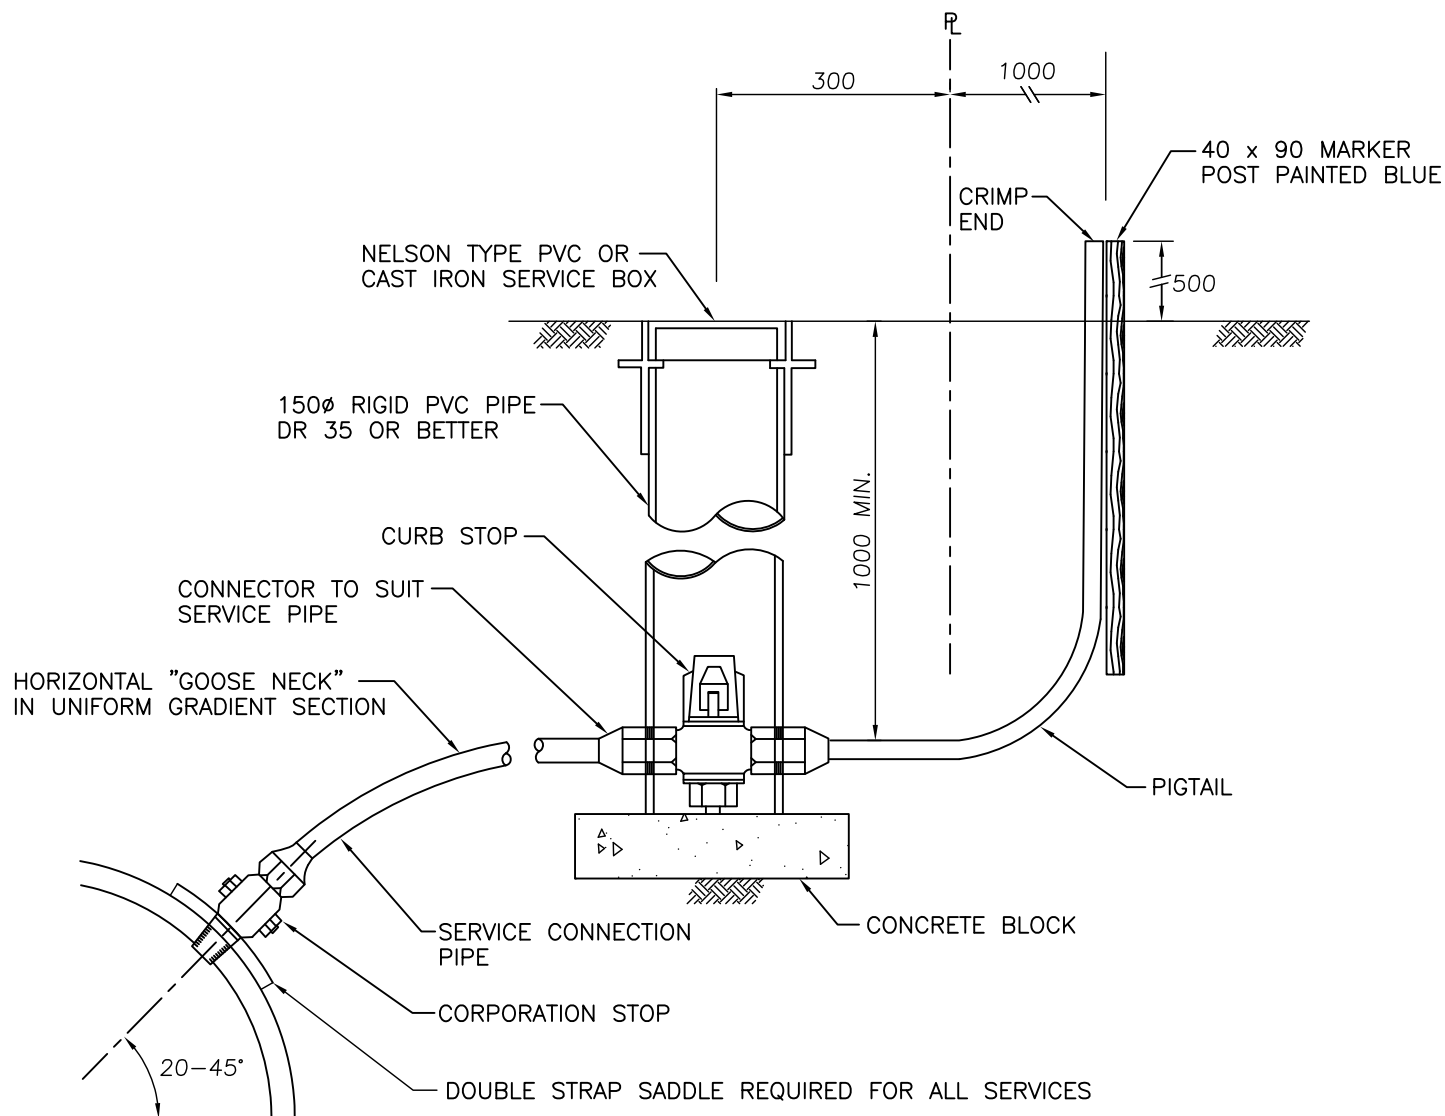 PL
300
1000
40 x 90 MARKER
POST PAINTED BLUE
CRIMP
END
NELSON TYPE PVC OR
CAST IRON SERVICE BOX
500
150ø RIGID PVC PIPE
DR 35 OR BETTER
1000 MIN.
CURB STOP
CONNECTOR TO SUIT
SERVICE PIPE
HORIZONTAL "GOOSE NECK"
IN UNIFORM GRADIENT SECTION
PIGTAIL
CONCRETE BLOCK
SERVICE CONNECTION
PIPE
CORPORATION STOP
20-45°
DOUBLE STRAP SADDLE REQUIRED FOR ALL SERVICES